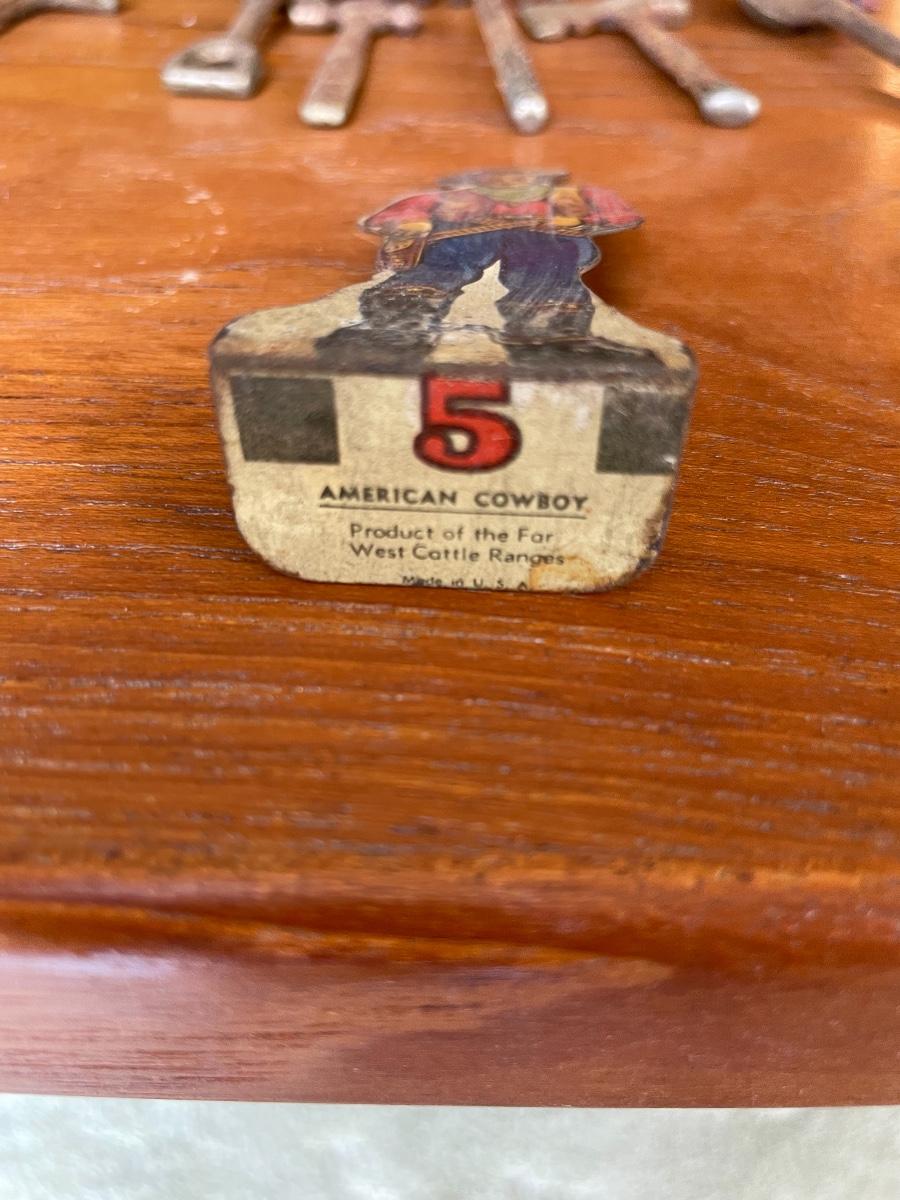 5
AMERICAN COWBOY
Product of the Far
West Cattle Ranges
Made in U. S. A.